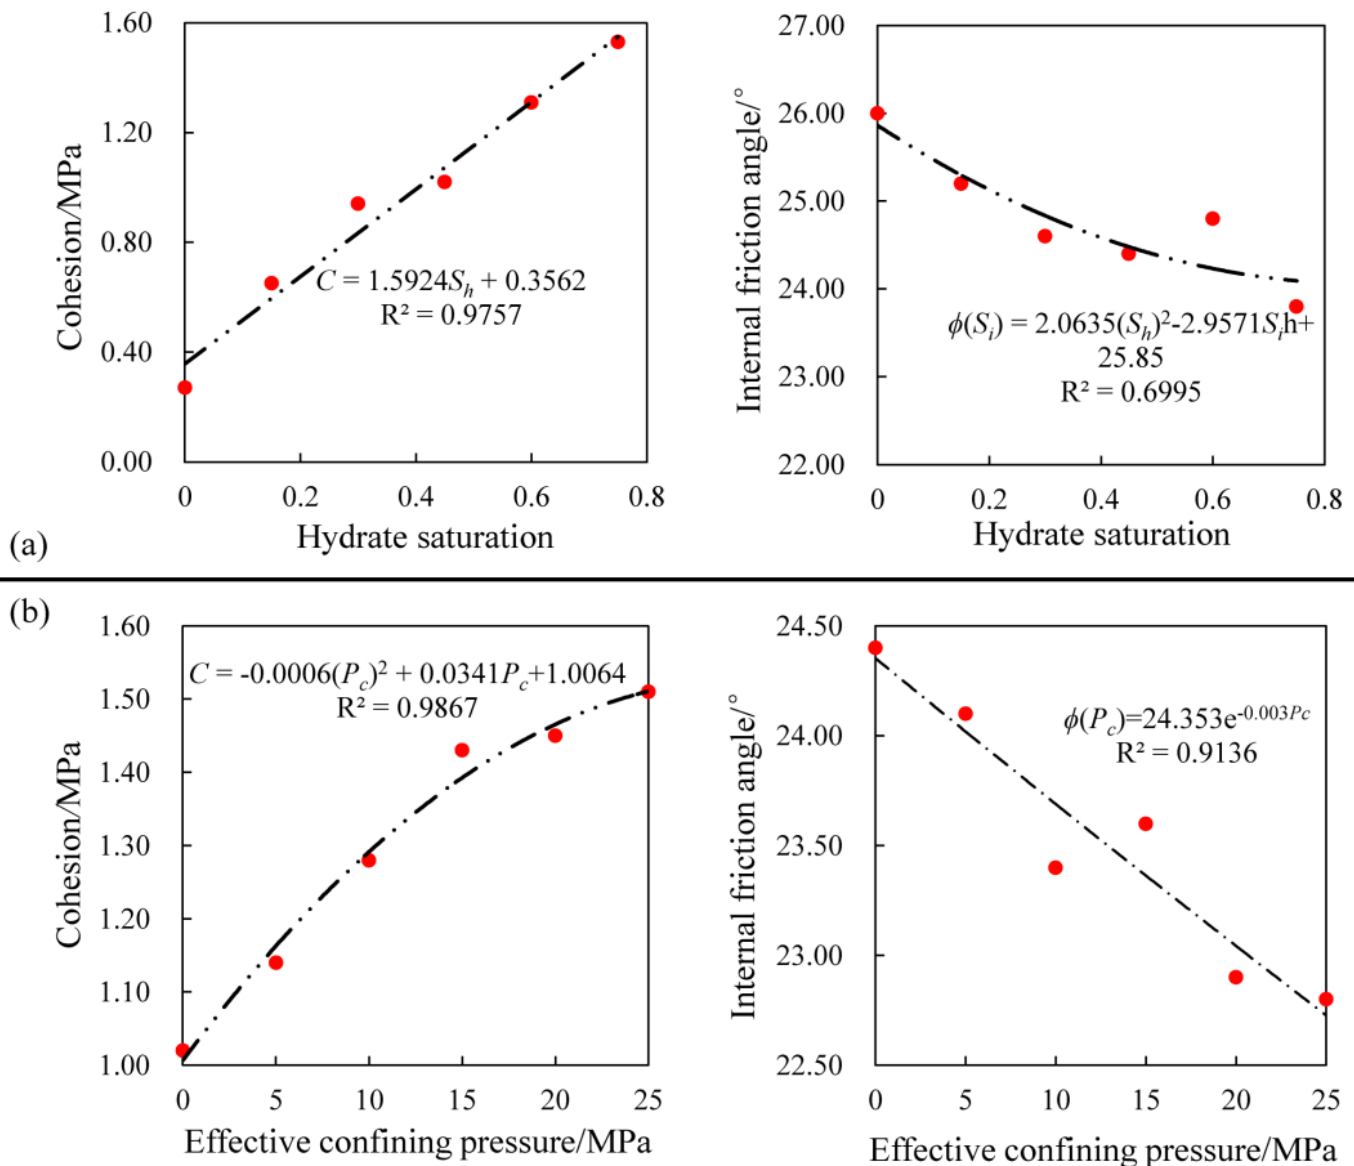 1.60
1.20
0.80
0.40
0.00
Cohesion/MPa
C = 1.5924Sₕ + 0.3562
R² = 0.9757
0 0.2 0.4 0.6 0.8
Hydrate saturation
27.00
26.00
25.00
24.00
23.00
22.00
Internal friction angle/°
ϕ(Sᵢ) = 2.0635(Sₕ)²-2.9571Sᵢh+
25.85
R² = 0.6995
0 0.2 0.4 0.6 0.8
Hydrate saturation
(a)
(b)
1.60
1.50
1.40
1.30
1.20
1.10
1.00
Cohesion/MPa
C = -0.0006(P_c)² + 0.0341P_c+1.0064
R² = 0.9867
0 5 10 15 20 25
Effective confining pressure/MPa
24.50
24.00
23.50
23.00
22.50
Internal friction angle/°
ϕ(P_c)=24.353e^-0.003Pc
R² = 0.9136
0 5 10 15 20 25
Effective confining pressure/MPa